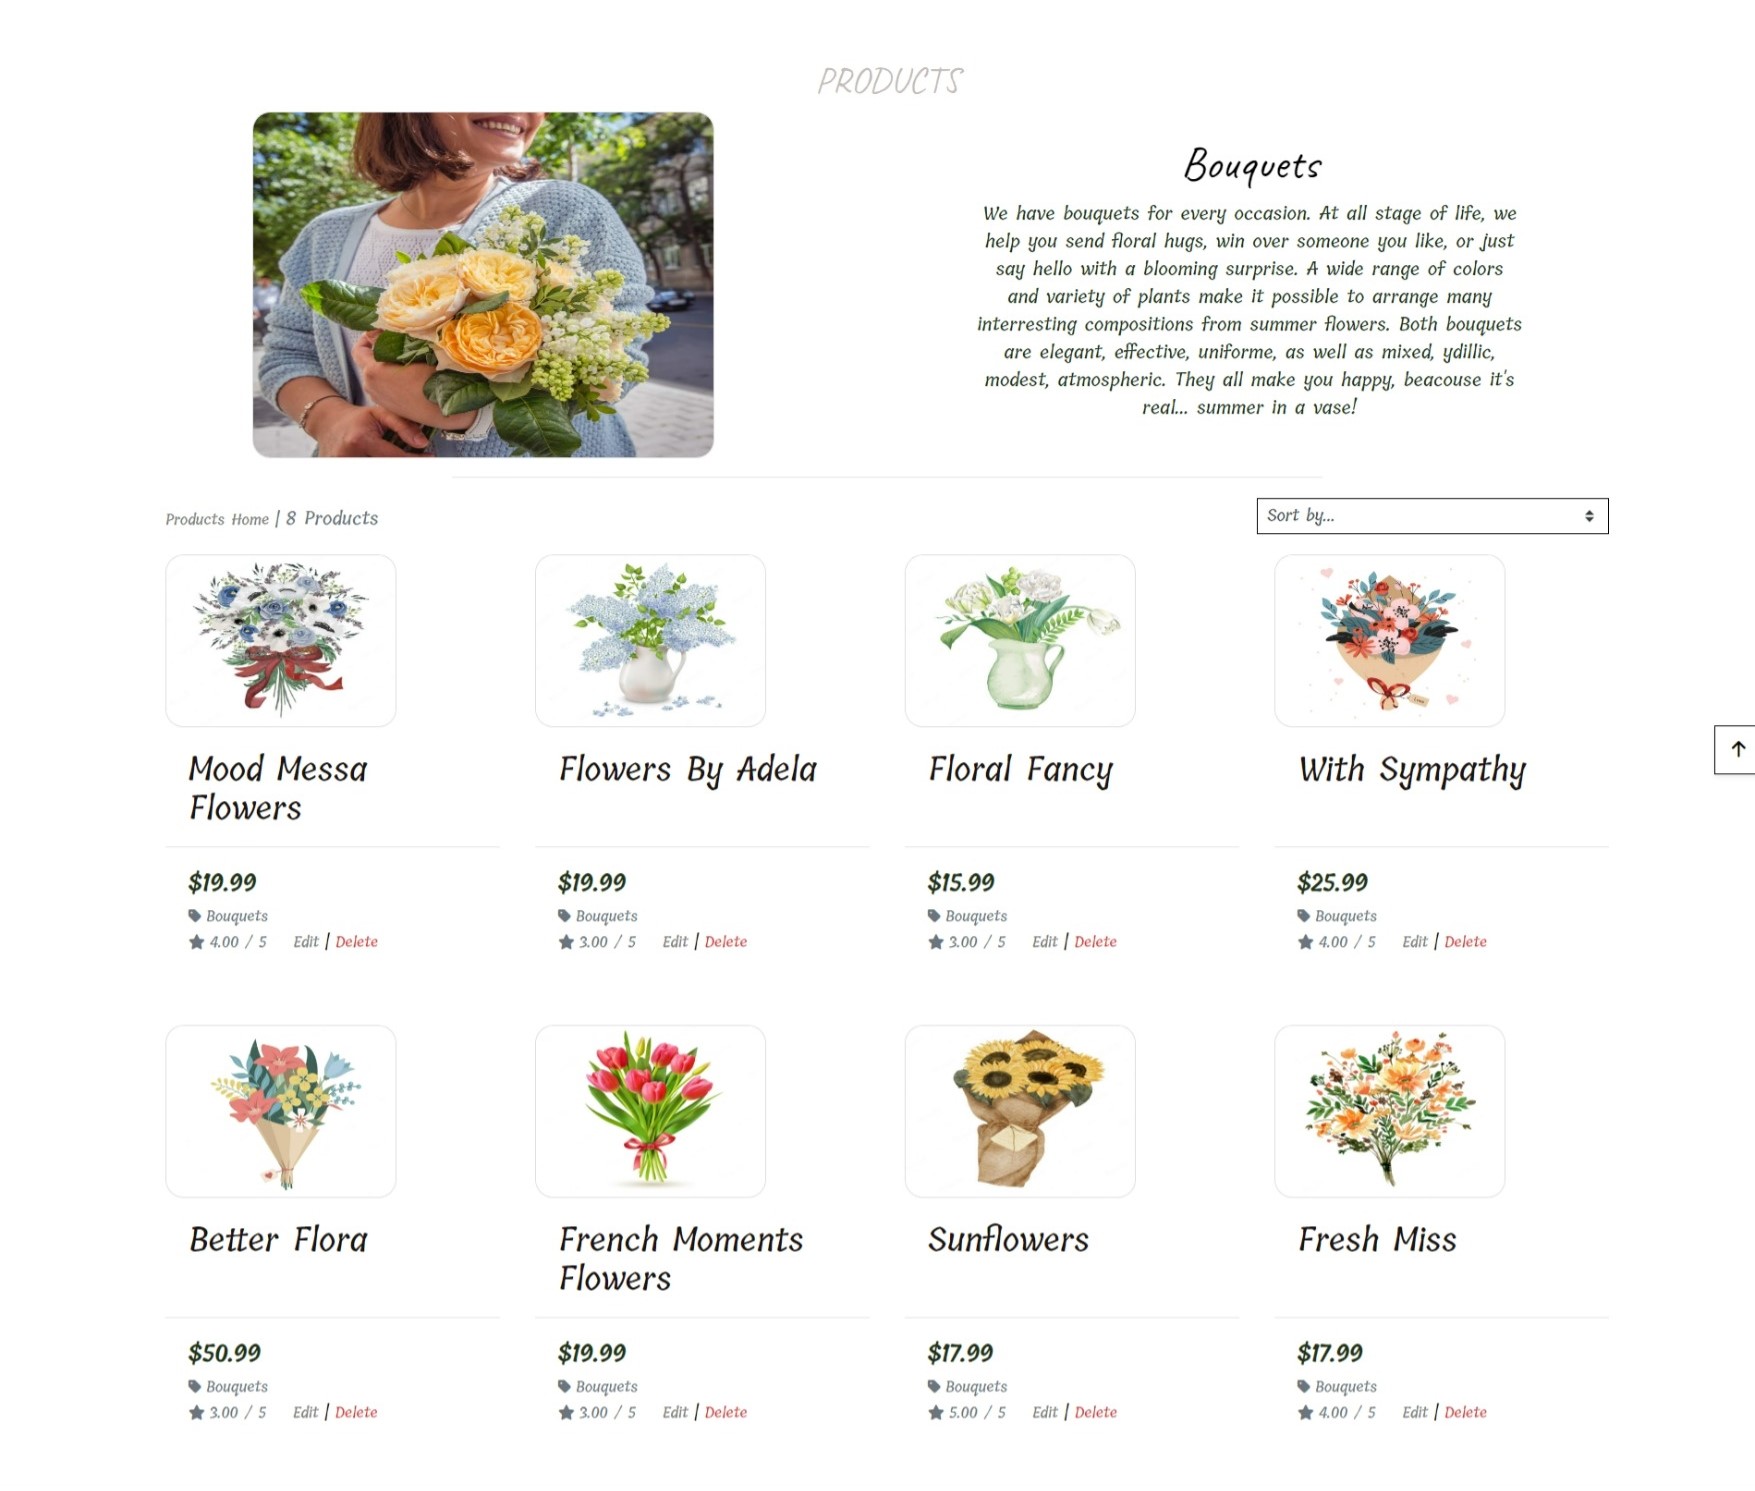 PRODUCTS
Bouquets
We have bouquets for every occasion. At all stage of life, we
help you send floral hugs, win over someone you like, or just
say hello with a blooming surprise. A wide range of colors
and variety of plants make it possible to arrange many
interresting compositions from summer flowers. Both bouquets
are elegant, effective, uniforme, as well as mixed, ydillic,
modest, atmospheric. They all make you happy, beacouse it's
real... summer in a vase!
Products Home | 8 Products
Sort by...
Mood Messa
Flowers
$19.99
Bouquets
4.00 / 5 Edit | Delete
Flowers By Adela
$19.99
Bouquets
3.00 / 5 Edit | Delete
Floral Fancy
$15.99
Bouquets
3.00 / 5 Edit | Delete
With Sympathy
$25.99
Bouquets
4.00 / 5 Edit | Delete
Better Flora
$50.99
Bouquets
3.00 / 5 Edit | Delete
French Moments
Flowers
$19.99
Bouquets
3.00 / 5 Edit | Delete
Sunflowers
$17.99
Bouquets
5.00 / 5 Edit | Delete
Fresh Miss
$17.99
Bouquets
4.00 / 5 Edit | Delete